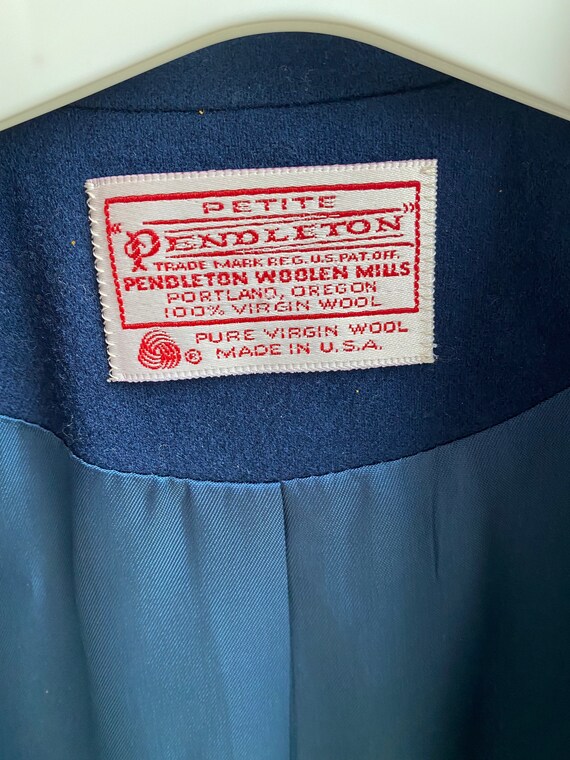 PETITE
"PENDLETON"
TRADE MARK REG. U.S. PAT. OFF.
PENDLETON WOOLEN MILLS
PORTLAND, OREGON
100% VIRGIN WOOL
® PURE VIRGIN WOOL
MADE IN U.S.A.